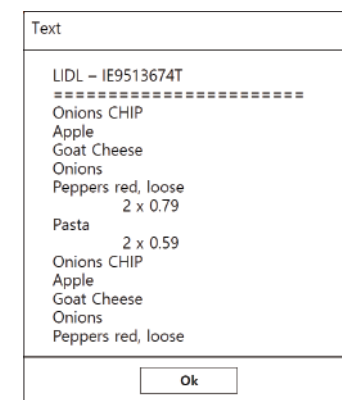 Text
LIDL – IE9513674T
=======================
Onions CHIP
Apple
Goat Cheese
Onions
Peppers red, loose
2 x 0.79
Pasta
2 x 0.59
Onions CHIP
Apple
Goat Cheese
Onions
Peppers red, loose
Ok